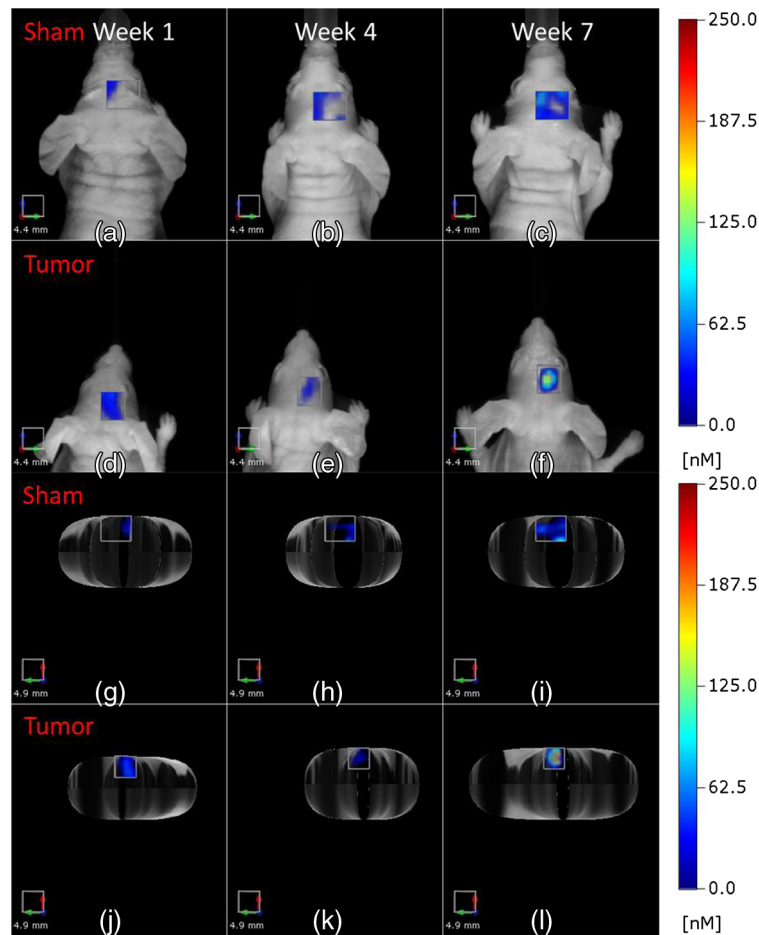 Sham Week 1
Week 4
Week 7
250.0
187.5
125.0
62.5
0.0
[nM]
4.4 mm
(a)
4.4 mm
(b)
4.4 mm
(c)
Tumor
4.4 mm
(d)
4.4 mm
(e)
4.4 mm
(f)
Sham
250.0
187.5
125.0
62.5
0.0
[nM]
4.9 mm
(g)
4.9 mm
(h)
4.9 mm
(i)
Tumor
4.9 mm
(j)
4.9 mm
(k)
4.9 mm
(l)